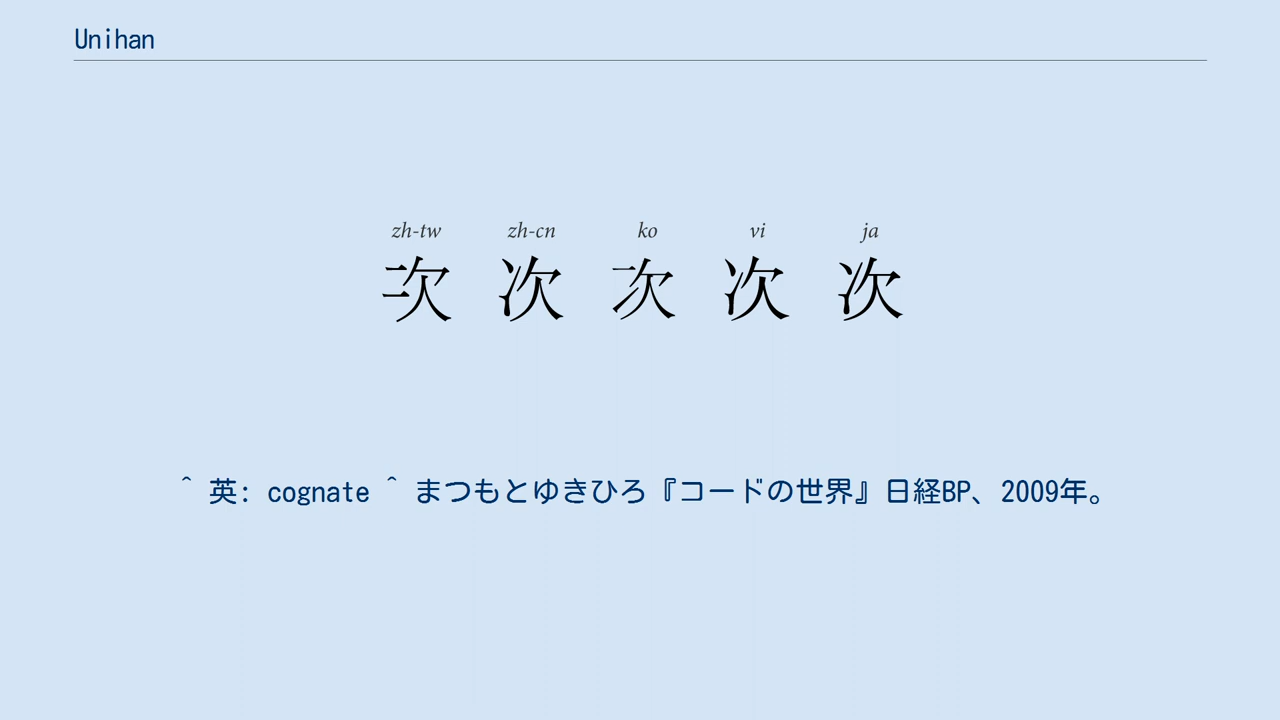 Unihan
zh-tw zh-cn ko vi ja
次 次 次 次 次
^ 英: cognate ^ まつもとゆきひろ『コードの世界』日経BP、2009年。